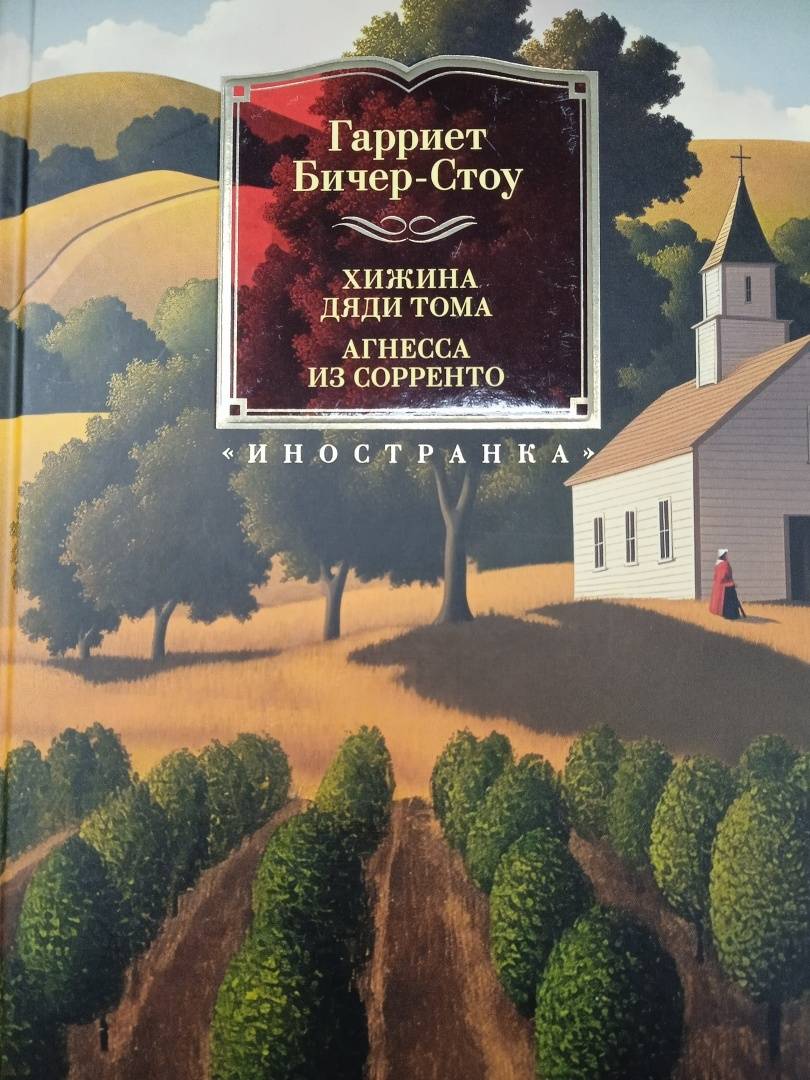 Гарриет
Бичер-Стоу
ХИЖИНА
ДЯДИ ТОМА
АГНЕССА
ИЗ СОРРЕНТО
«ИНОСТРАНКА»